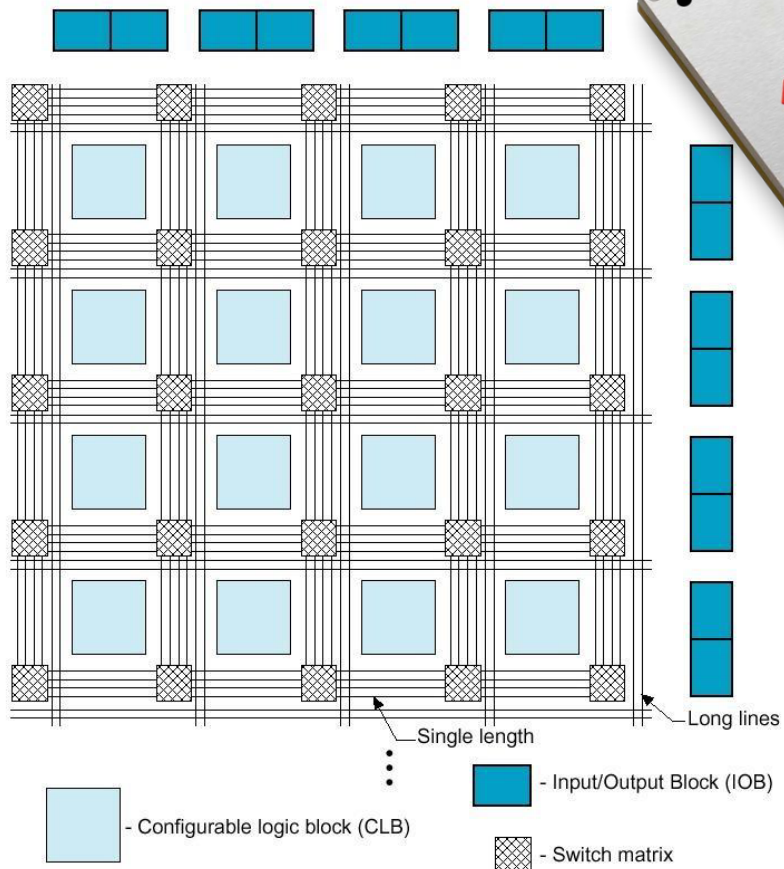 Long lines
Single length
- Input/Output Block (IOB)
- Configurable logic block (CLB)
- Switch matrix